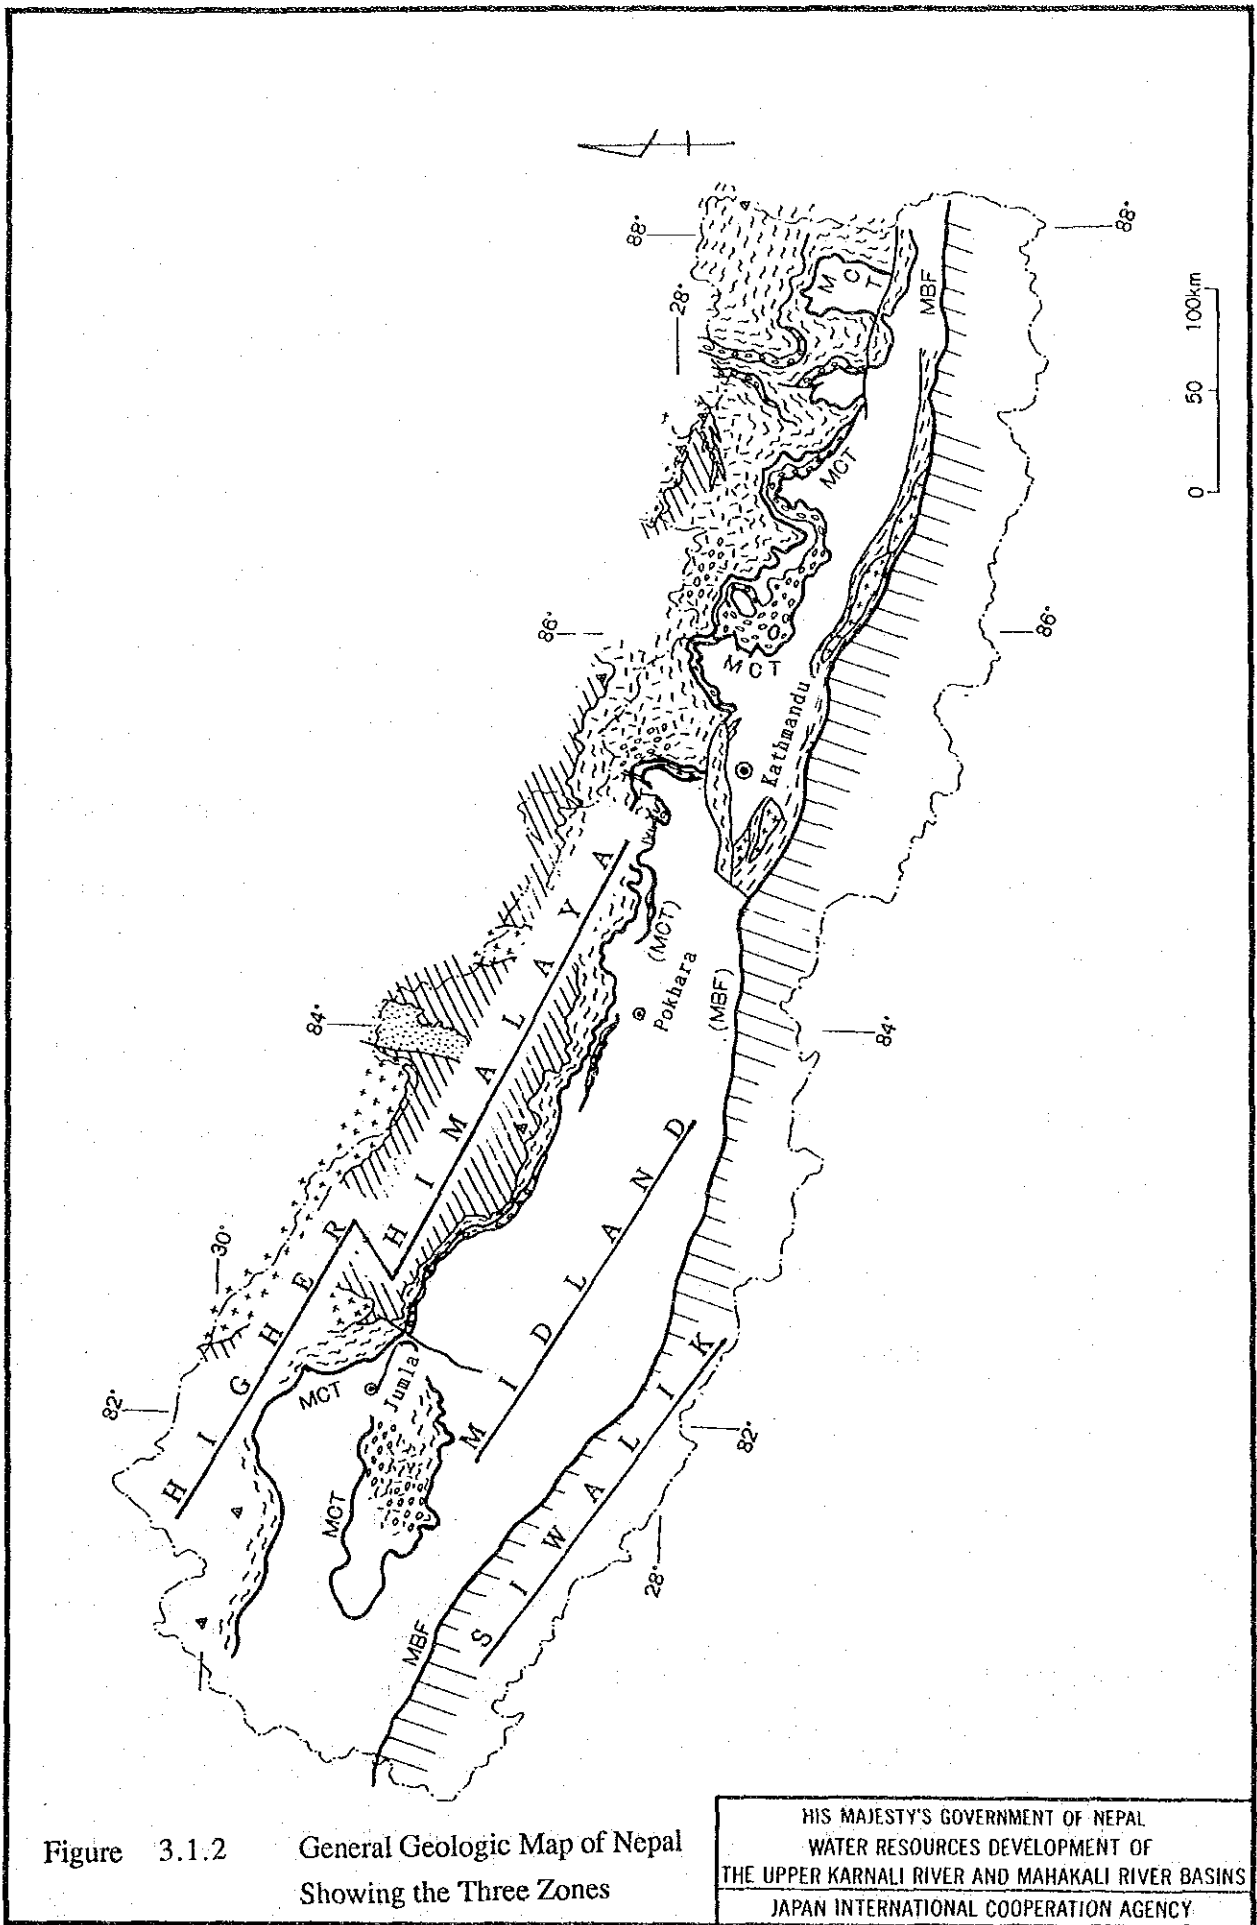 88°
28°
88°
M C T
MBF
0 50 100km
MCT
86°
86°
MCT
Kathmandu
(MCT)
Pokhara
(MBF)
84°
84°
HIGHER
HIMALAYA
30°
MIDLAND
82°
MCT
Jumla
MCT
82°
SIWALIK
28°
MBF
Figure 3.1.2 General Geologic Map of Nepal
Showing the Three Zones
HIS MAJESTY'S GOVERNMENT OF NEPAL
WATER RESOURCES DEVELOPMENT OF
THE UPPER KARNALI RIVER AND MAHAKALI RIVER BASINS
JAPAN INTERNATIONAL COOPERATION AGENCY